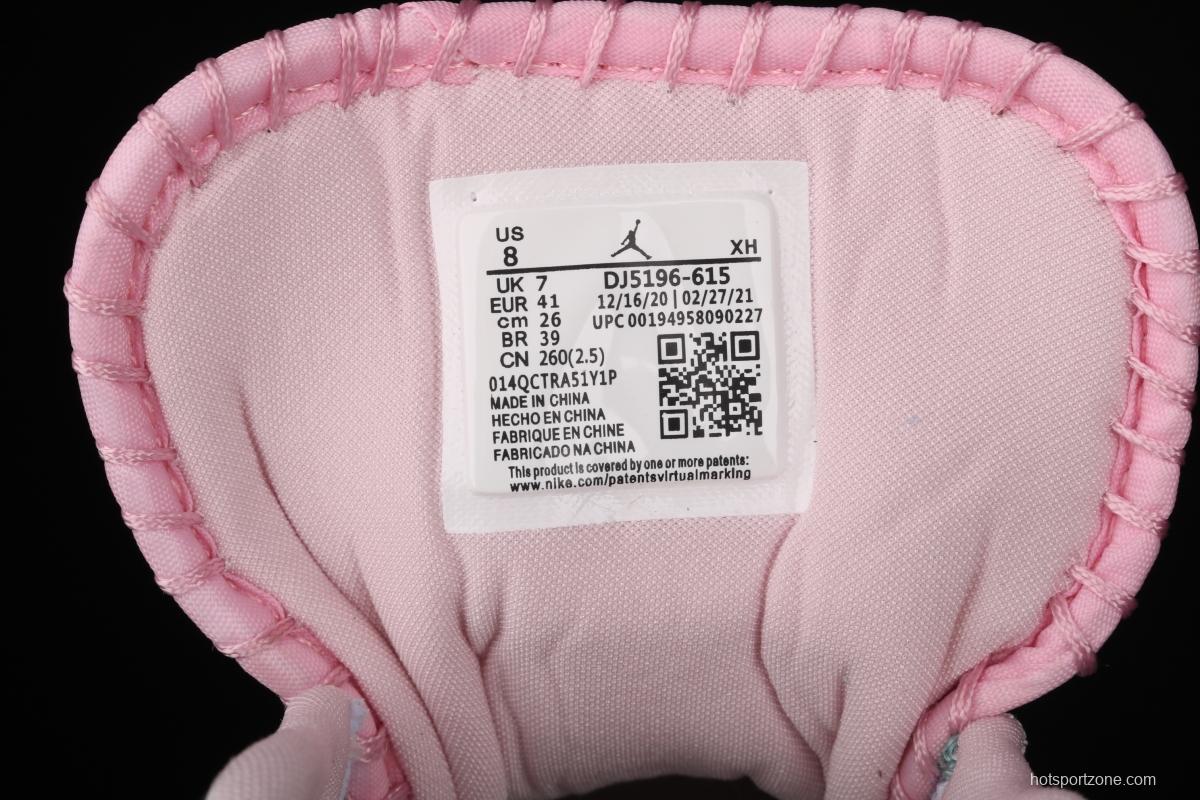 US
8
XH
UK 7
EUR 41
cm 26
BR 39
CN 260(2.5)
DJ5196-615
12/16/20 | 02/27/21
UPC 00194958090227
014QCTRA51Y1P
MADE IN CHINA
HECHO EN CHINA
FABRIQUE EN CHINE
FABRICADO NA CHINA
This product is covered by one or more patents:
www.nike.com/patentsvirtualmarking
hotsportzone.com